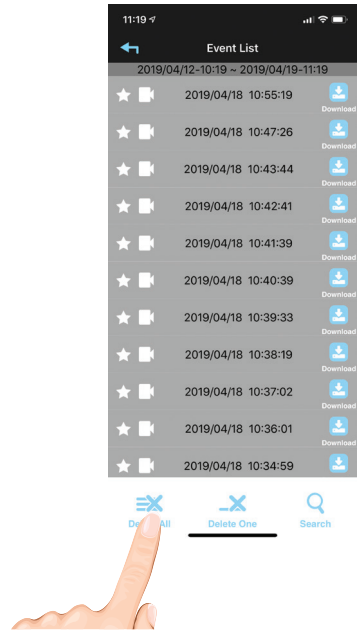 11:19
Event List
2019/04/12-10:19 ~ 2019/04/19-11:19
2019/04/18 10:55:19
Download
2019/04/18 10:47:26
Download
2019/04/18 10:43:44
Download
2019/04/18 10:42:41
Download
2019/04/18 10:41:39
Download
2019/04/18 10:40:39
Download
2019/04/18 10:39:33
Download
2019/04/18 10:38:19
Download
2019/04/18 10:37:02
Download
2019/04/18 10:36:01
Download
2019/04/18 10:34:59
All Delete One Search